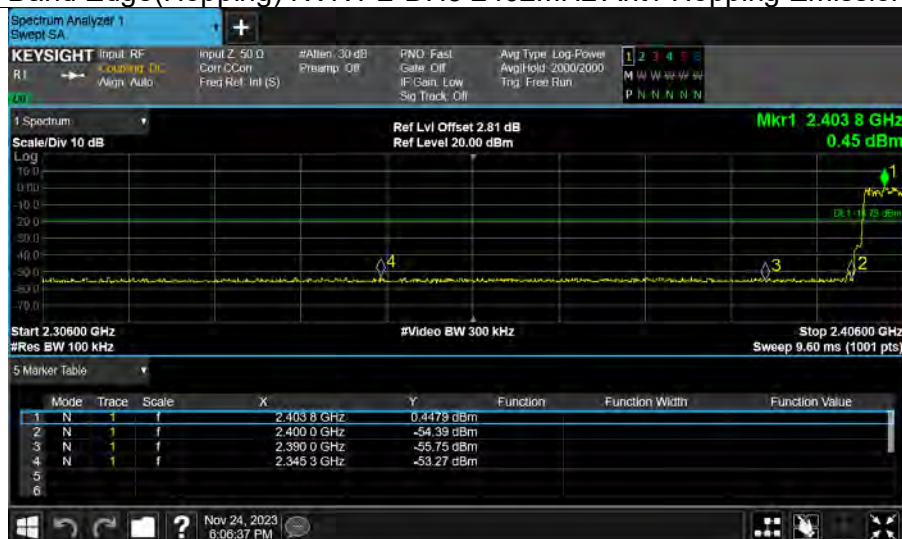 Spectrum Analyzer 1
Swept SA
+
KEYSIGHT Input: RF Input Z: 50 Ω #Atten: 30 dB PNO: Fast Avg Type: Log-Power 1 2 3 4 5 6
R L Coupling: DC Corr CCorr Preamp: Off Gate: Off Avg|Hold: 2000/2000 M W W W W W
Align: Auto Freq Ref: Int (S) IF Gain: Low Trig: Free Run
Sig Track: Off P N N N N N
1 Spectrum Ref Lvl Offset 2.81 dB Mkr1 2.403 8 GHz
Scale/Div 10 dB Ref Level 20.00 dBm 0.45 dBm
Log
10.0
0.00
-10.0
-20.0
-30.0
-40.0
-50.0
-60.0
-70.0
1
4
3
2
Start 2.30600 GHz #Video BW 300 kHz Stop 2.40600 GHz
#Res BW 100 kHz Sweep 9.60 ms (1001 pts)
5 Marker Table
Mode Trace Scale X Y Function Function Width Function Value
1 N 1 f 2.403 8 GHz 0.4479 dBm
2 N 1 f 2.400 0 GHz -54.39 dBm
3 N 1 f 2.390 0 GHz -55.75 dBm
4 N 1 f 2.345 3 GHz -53.27 dBm
5
6
? Nov 24, 2023
6:06:37 PM